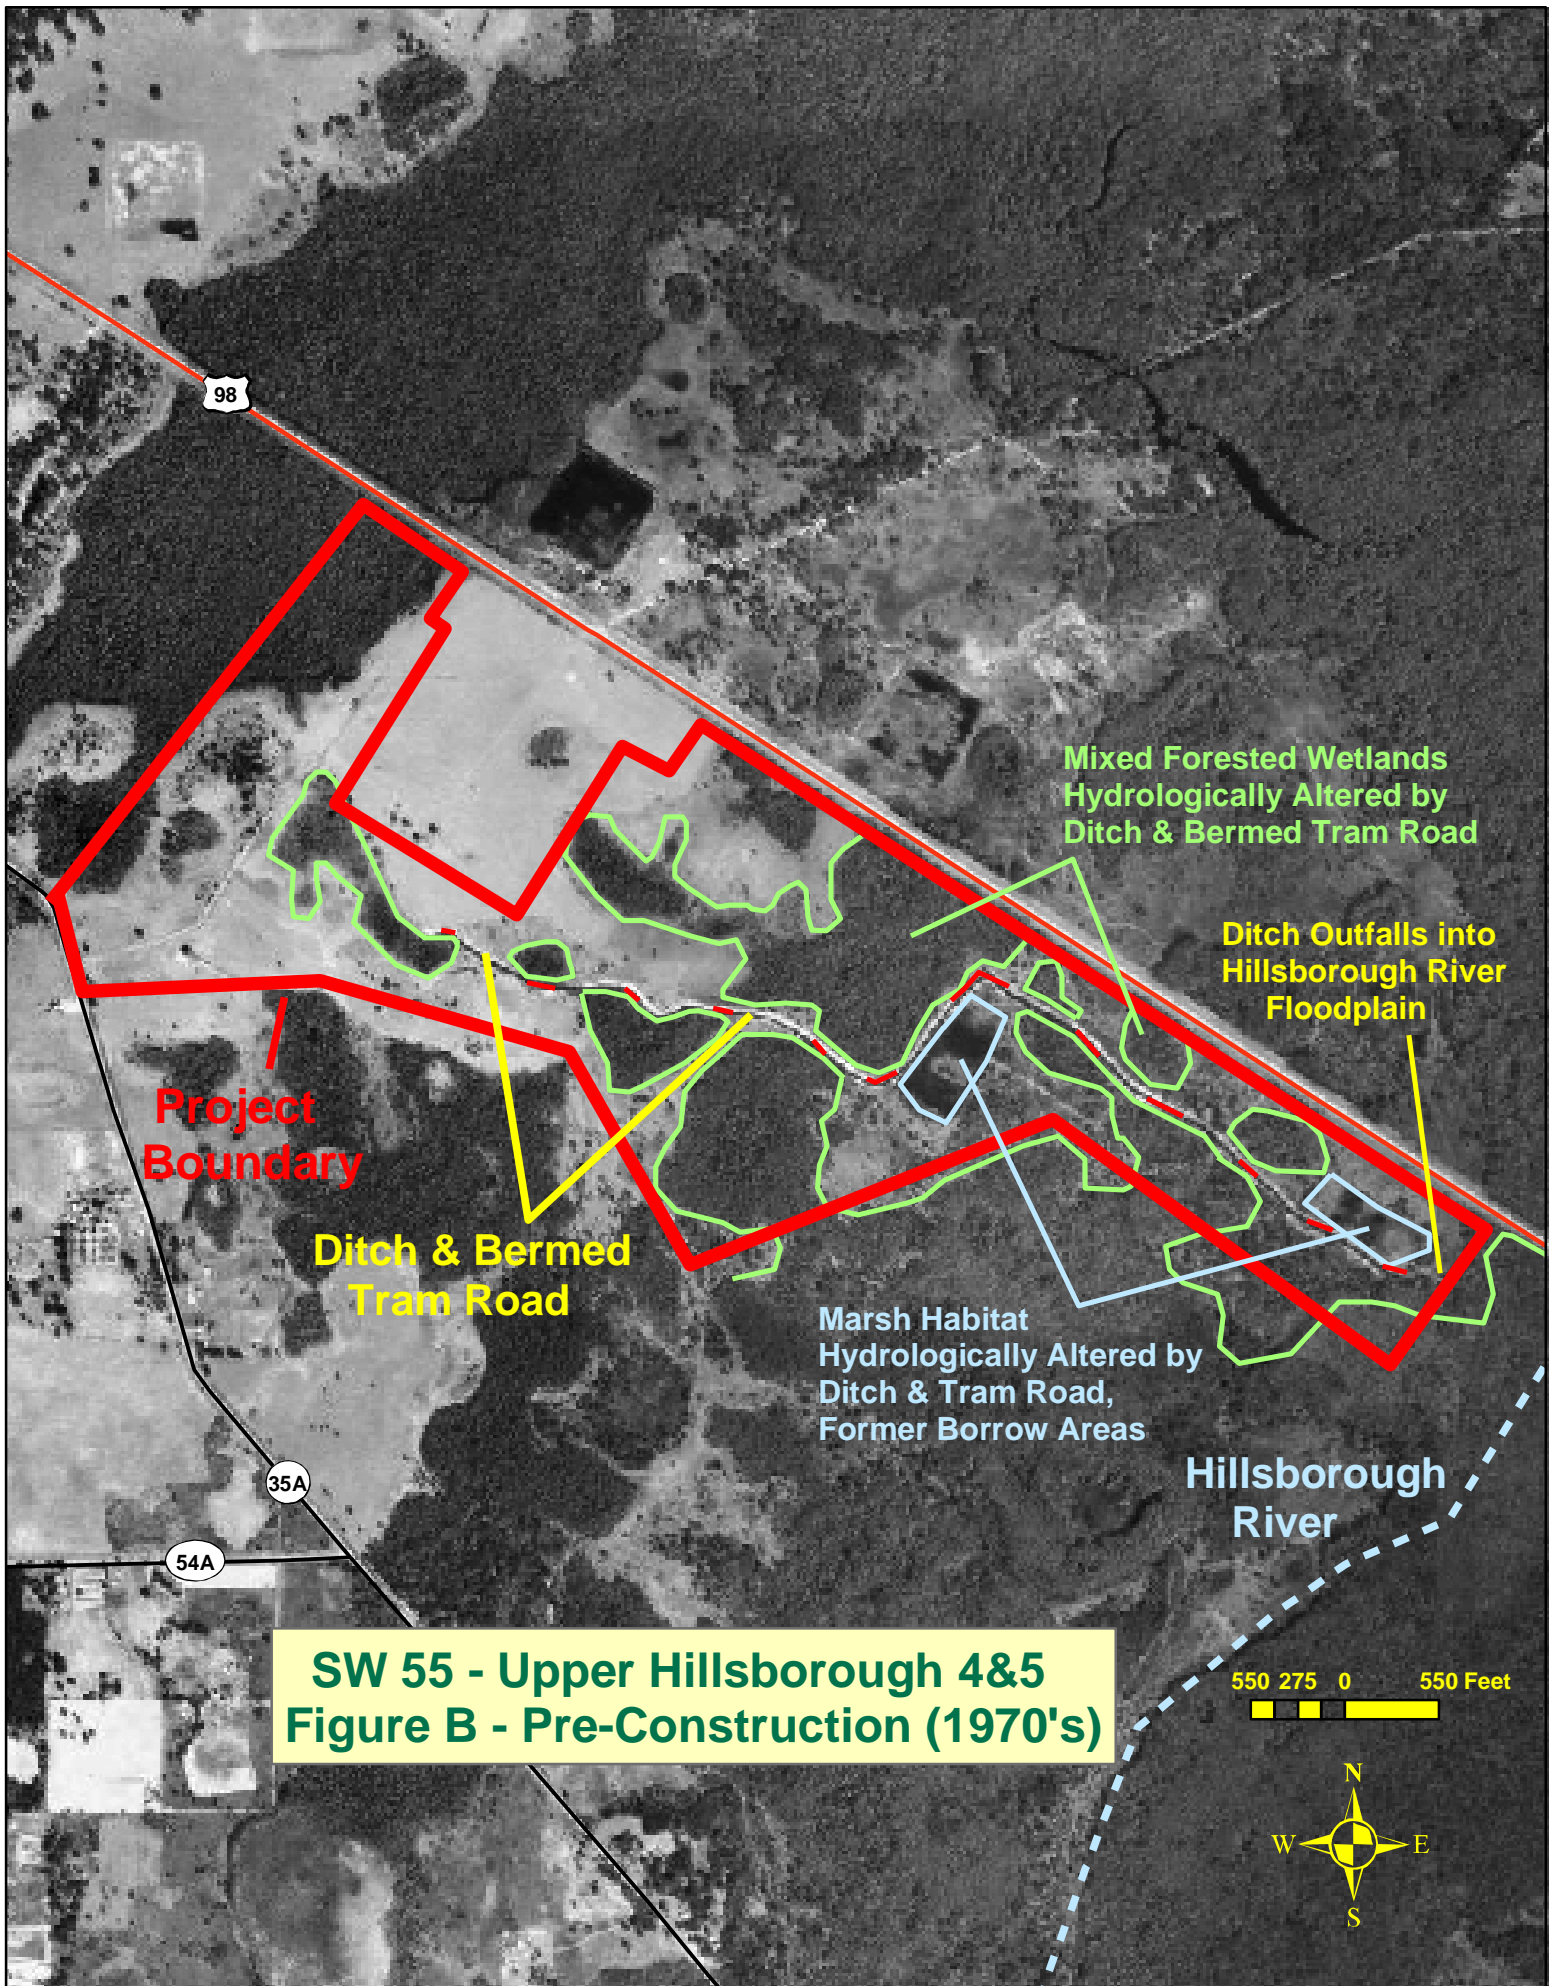 98
Mixed Forested Wetlands
Hydrologically Altered by
Ditch & Bermed Tram Road
Ditch Outfalls into
Hillsborough River
Floodplain
Project
Boundary
Ditch & Bermed
Tram Road
Marsh Habitat
Hydrologically Altered by
Ditch & Tram Road,
Former Borrow Areas
Hillsborough
River
35A
54A
SW 55 - Upper Hillsborough 4&5
Figure B - Pre-Construction (1970's)
550 275 0 550 Feet
N
W E
S